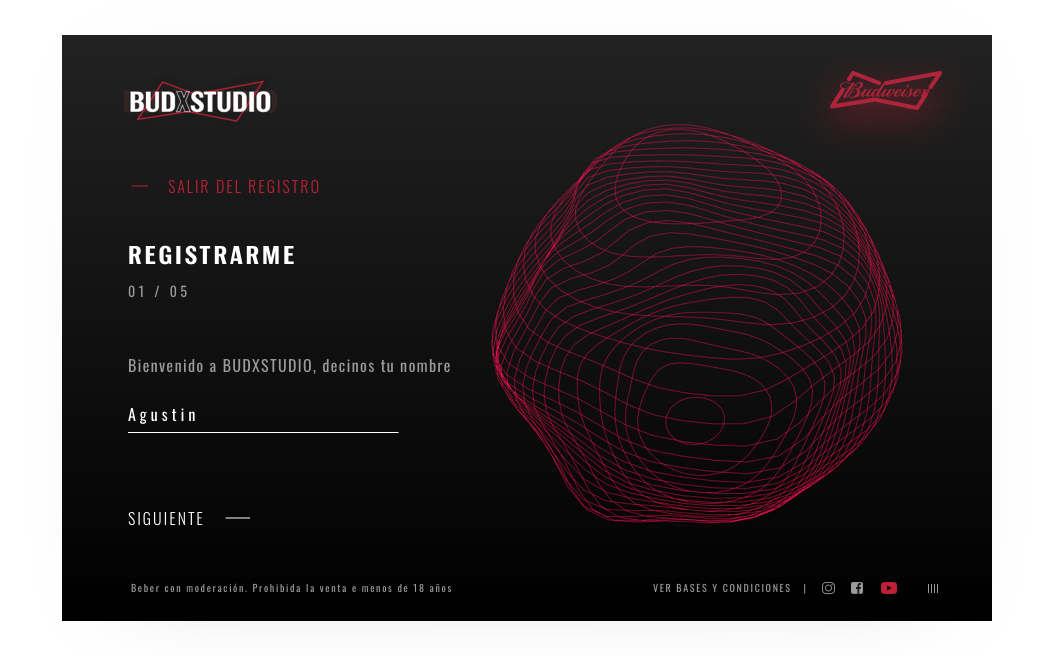 BUDXSTUDIO
Budweiser
— SALIR DEL REGISTRO
REGISTRARME
01 / 05
Bienvenido a BUDXSTUDIO, decinos tu nombre
Agustin
SIGUIENTE —
Beber con moderación. Prohibida la venta e menos de 18 años
VER BASES Y CONDICIONES |